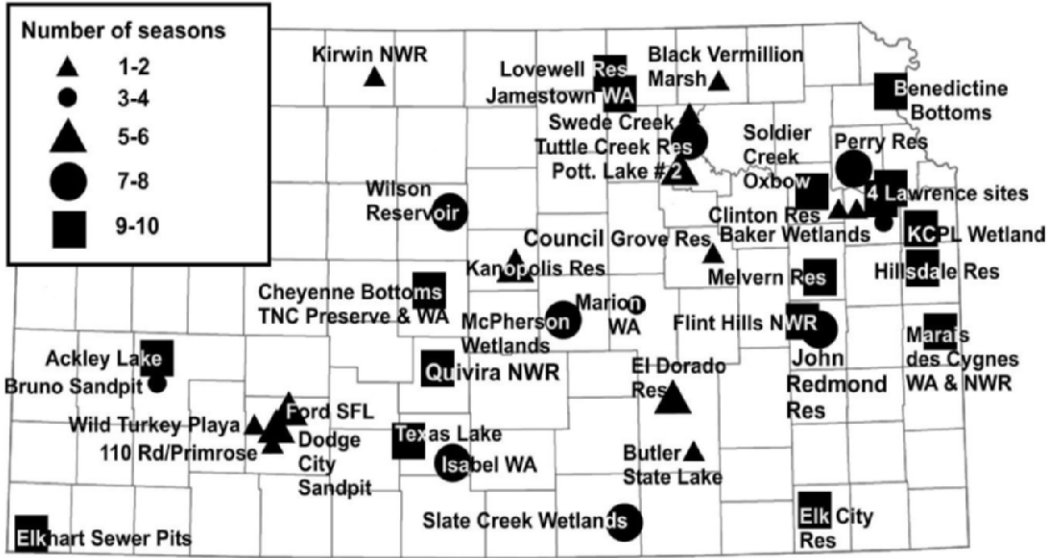 Number of seasons
1-2
3-4
5-6
7-8
9-10
Kirwin NWR
Lovewell Res
Jamestown WA
Black Vermillion
Marsh
Benedictine
Bottoms
Swede Creek
Tuttle Creek Res
Pott. Lake #2
Soldier
Creek
Oxbow
Perry Res
4 Lawrence sites
Wilson
Reservoir
Clinton Res
Baker Wetlands
KCPL Wetland
Council Grove Res
Kanopolis Res
Melvern Res
Hillsdale Res
Cheyenne Bottoms
TNC Preserve & WA
McPherson
Wetlands
Marion
WA
Flint Hills NWR
John
Redmond
Res
Marais
des Cygnes
WA & NWR
Ackley Lake
Bruno Sandpit
Quivira NWR
El Dorado
Res
Ford SFL
Wild Turkey Playa
110 Rd/Primrose
Dodge
City
Sandpit
Texas Lake
Isabel WA
Butler
State Lake
Slate Creek Wetlands
Elk City
Res
Elkhart Sewer Pits